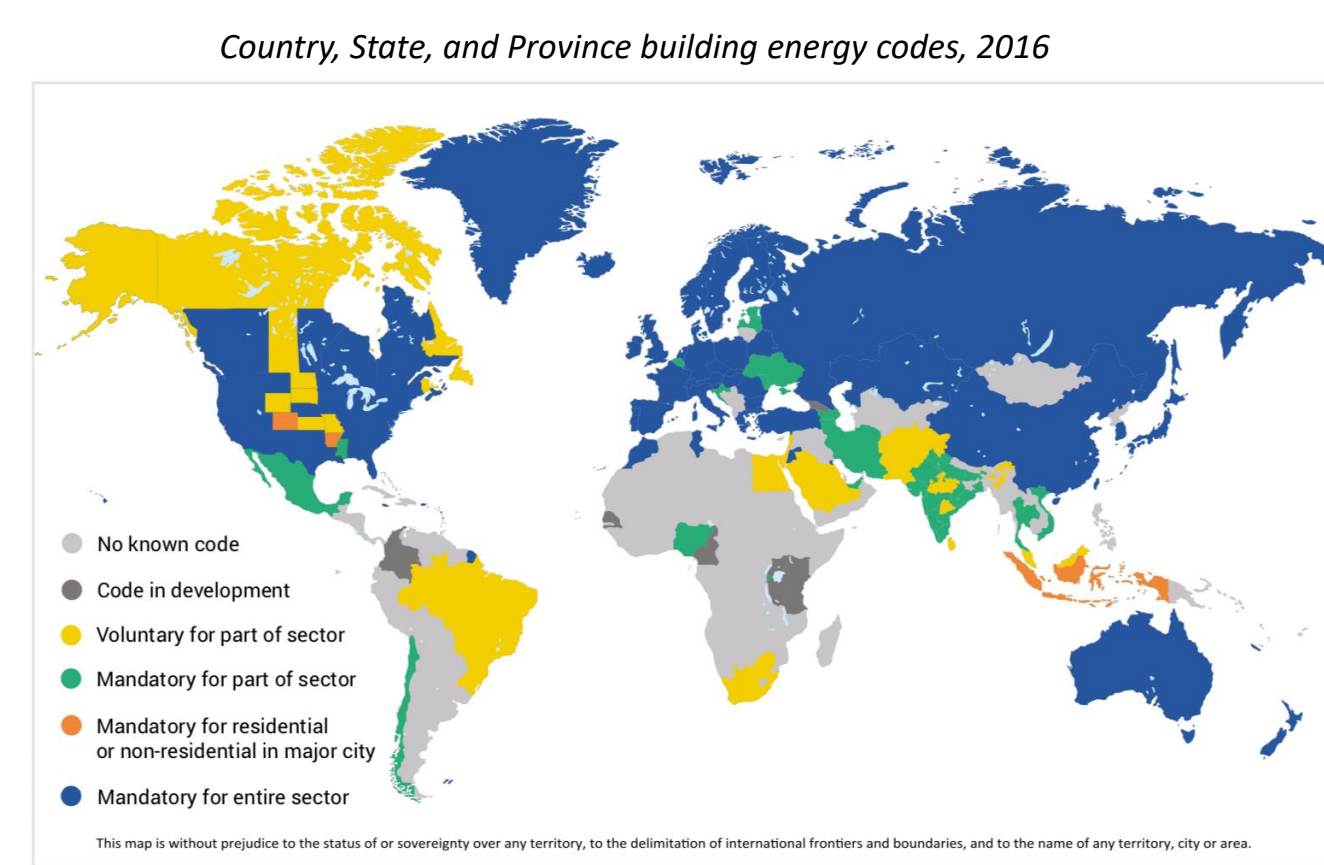 Country, State, and Province building energy codes, 2016
No known code
Code in development
Voluntary for part of sector
Mandatory for part of sector
Mandatory for residential
or non-residential in major city
Mandatory for entire sector
This map is without prejudice to the status of or sovereignty over any territory, to the delimitation of international frontiers and boundaries, and to the name of any territory, city or area.